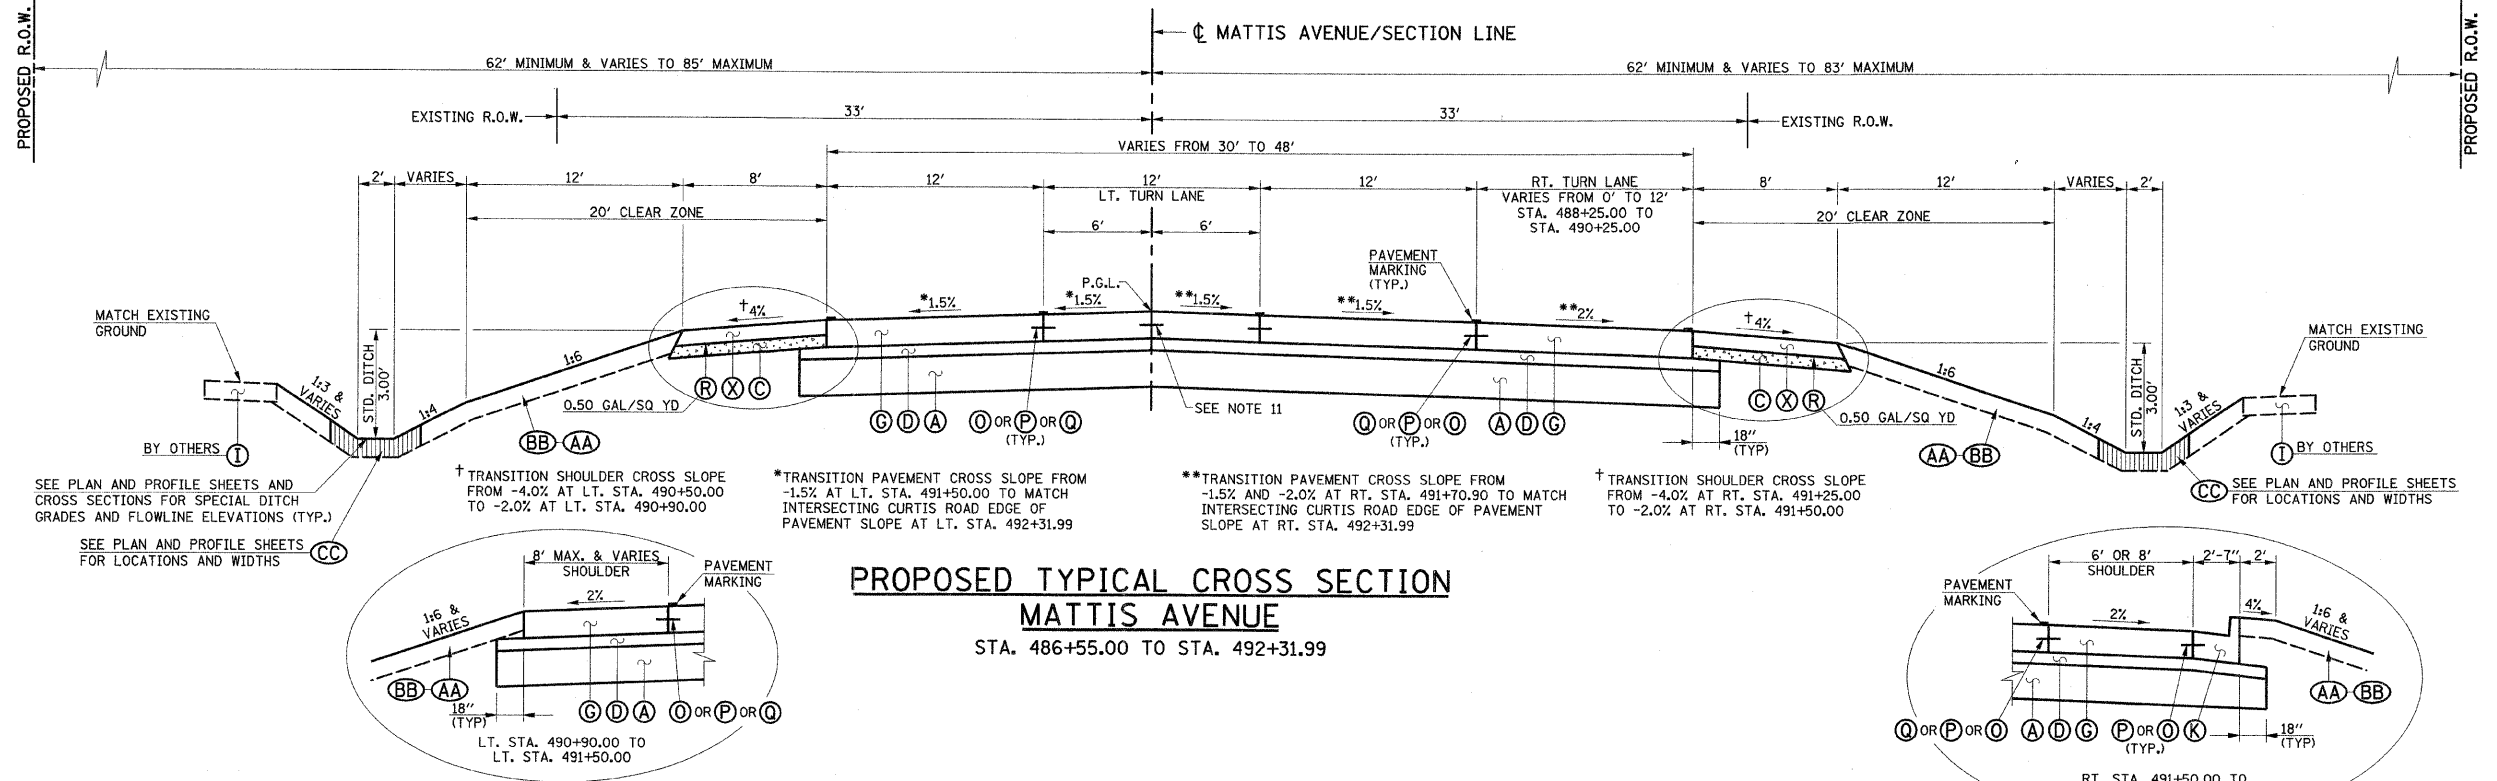 PROPOSED R.O.W.
PROPOSED R.O.W.
℄ MATTIS AVENUE/SECTION LINE
62' MINIMUM & VARIES TO 85' MAXIMUM
62' MINIMUM & VARIES TO 83' MAXIMUM
EXISTING R.O.W.
33'
33'
EXISTING R.O.W.
VARIES FROM 30' TO 48'
2'
VARIES
12'
8'
12'
12'
LT. TURN LANE
12'
RT. TURN LANE
VARIES FROM 0' TO 12'
STA. 488+25.00 TO
STA. 490+25.00
8'
12'
VARIES
2'
20' CLEAR ZONE
6'
6'
20' CLEAR ZONE
PAVEMENT
MARKING
(TYP.)
P.G.L.
†4%
*1.5%
*1.5%
**1.5%
**1.5%
**2%
†4%
MATCH EXISTING
GROUND
1:3 &
VARIES
STD. DITCH
3.00'
1:4
1:6
R X C
0.50 GAL/SQ YD
BB AA
G D A
O OR P OR Q
(TYP.)
SEE NOTE 11
Q OR P OR O
(TYP.)
A D G
18"
(TYP)
C X R
0.50 GAL/SQ YD
1:6
AA BB
1:4
STD. DITCH
3.00'
1:3 &
VARIES
MATCH EXISTING
GROUND
BY OTHERS I
I BY OTHERS
SEE PLAN AND PROFILE SHEETS AND
CROSS SECTIONS FOR SPECIAL DITCH
GRADES AND FLOWLINE ELEVATIONS (TYP.)
SEE PLAN AND PROFILE SHEETS
FOR LOCATIONS AND WIDTHS
CC
† TRANSITION SHOULDER CROSS SLOPE
FROM -4.0% AT LT. STA. 490+50.00
TO -2.0% AT LT. STA. 490+90.00
*TRANSITION PAVEMENT CROSS SLOPE FROM
-1.5% AT LT. STA. 491+50.00 TO MATCH
INTERSECTING CURTIS ROAD EDGE OF
PAVEMENT SLOPE AT LT. STA. 492+31.99
**TRANSITION PAVEMENT CROSS SLOPE FROM
-1.5% AND -2.0% AT RT. STA. 491+70.90 TO MATCH
INTERSECTING CURTIS ROAD EDGE OF PAVEMENT
SLOPE AT RT. STA. 492+31.99
† TRANSITION SHOULDER CROSS SLOPE
FROM -4.0% AT RT. STA. 491+25.00
TO -2.0% AT RT. STA. 491+50.00
CC
SEE PLAN AND PROFILE SHEETS
FOR LOCATIONS AND WIDTHS
8' MAX. & VARIES
SHOULDER
PAVEMENT
MARKING
2%
1:6 &
VARIES
BB AA
18"
(TYP)
G D A O OR P OR Q
LT. STA. 490+90.00 TO
LT. STA. 491+50.00
PROPOSED TYPICAL CROSS SECTION
MATTIS AVENUE
STA. 486+55.00 TO STA. 492+31.99
6' OR 8'
SHOULDER
2'-7"
2'
PAVEMENT
MARKING
2%
4%
1:6 &
VARIES
AA BB
Q OR P OR O A D G P OR O K
(TYP.)
18"
(TYP)
RT. STA. 491+50.00 TO